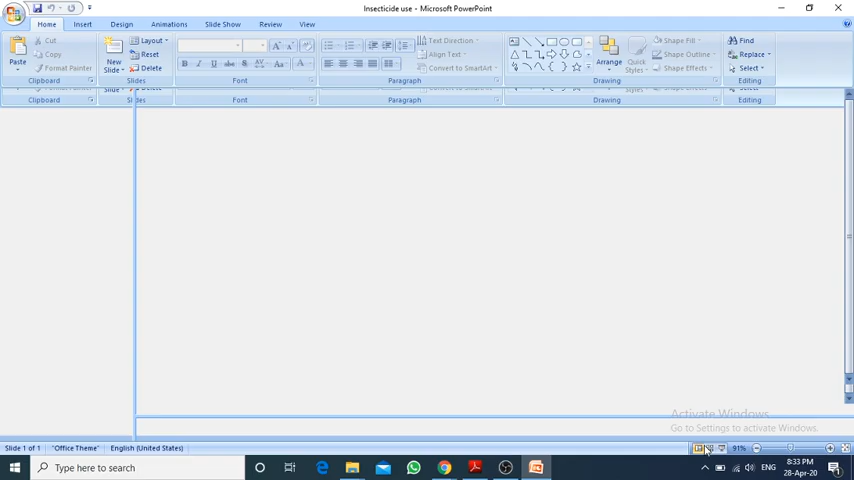 Insecticide use - Microsoft PowerPoint
Home Insert Design Animations Slide Show Review View
Paste Cut Copy Format Painter
New Slide Layout Reset Delete
Text Direction Align Text Convert to SmartArt
Arrange Quick Styles Shape Fill Shape Outline Shape Effects
Find Replace Select
Clipboard Slides Font Paragraph Drawing Editing
Clipboard Font Paragraph Drawing Editing
Activate Windows
Go to Settings to activate Windows.
Slide 1 of 1 "Office Theme" English (United States) 91%
Type here to search ENG 8:33 PM
28-Apr-20